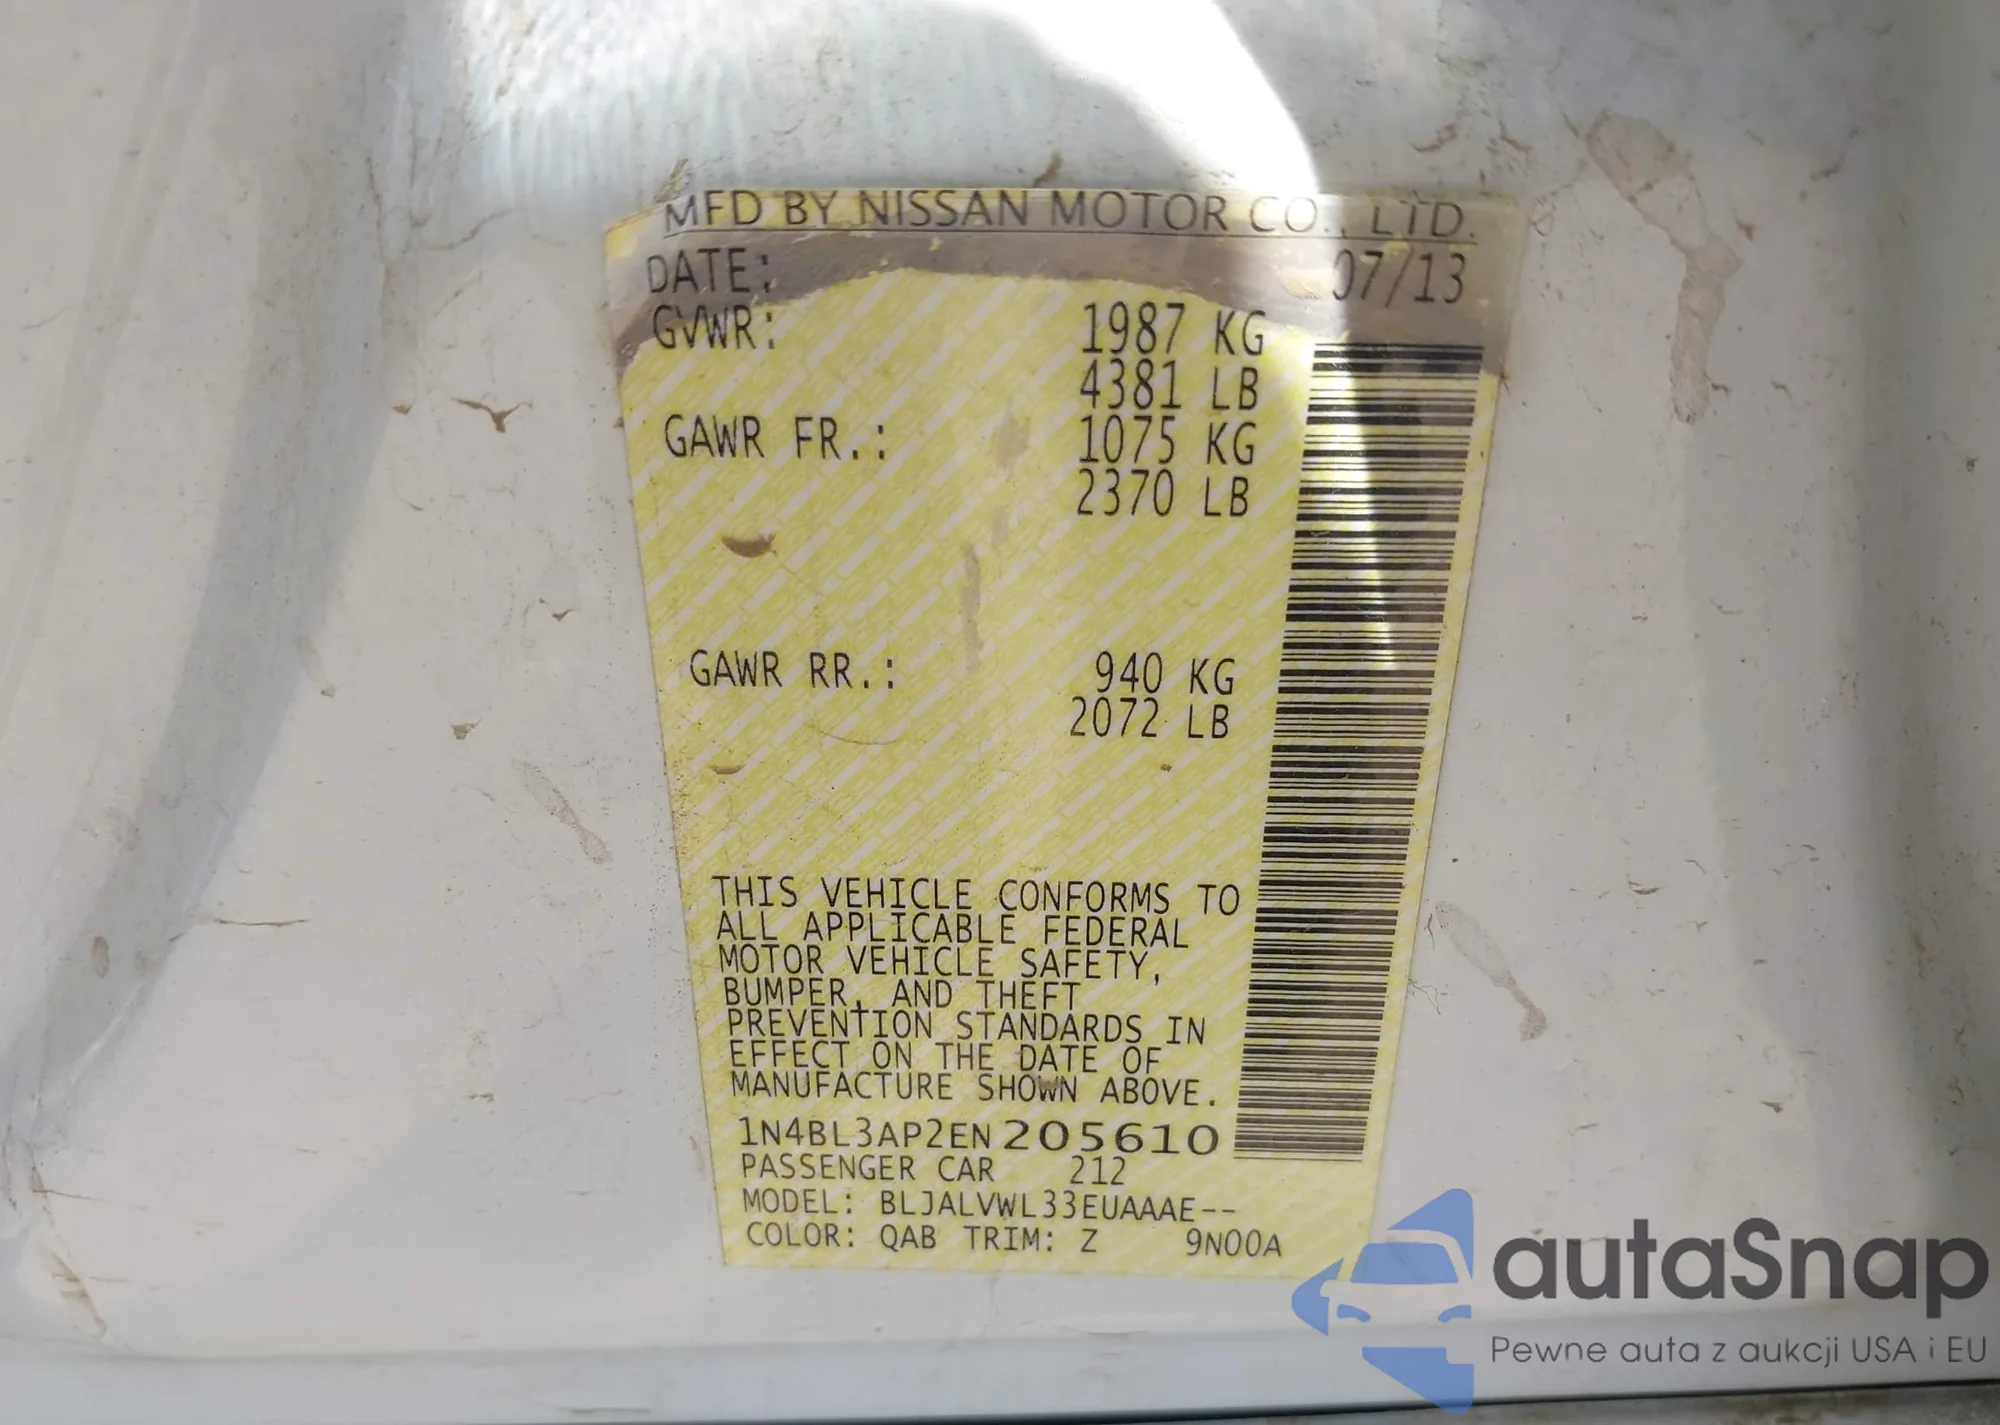 MFD BY NISSAN MOTOR CO., LTD.
DATE: 07/13
GVWR: 1987 KG
4381 LB
GAWR FR.: 1075 KG
2370 LB
GAWR RR.: 940 KG
2072 LB
THIS VEHICLE CONFORMS TO
ALL APPLICABLE FEDERAL
MOTOR VEHICLE SAFETY,
BUMPER, AND THEFT
PREVENTION STANDARDS IN
EFFECT ON THE DATE OF
MANUFACTURE SHOWN ABOVE.
1N4BL3AP2EN205610
PASSENGER CAR 212
MODEL: BLJALVWL33EUAAAE--
COLOR: QAB TRIM: Z 9N00A
autaSnap
Pewne auta z aukcji USA i EU